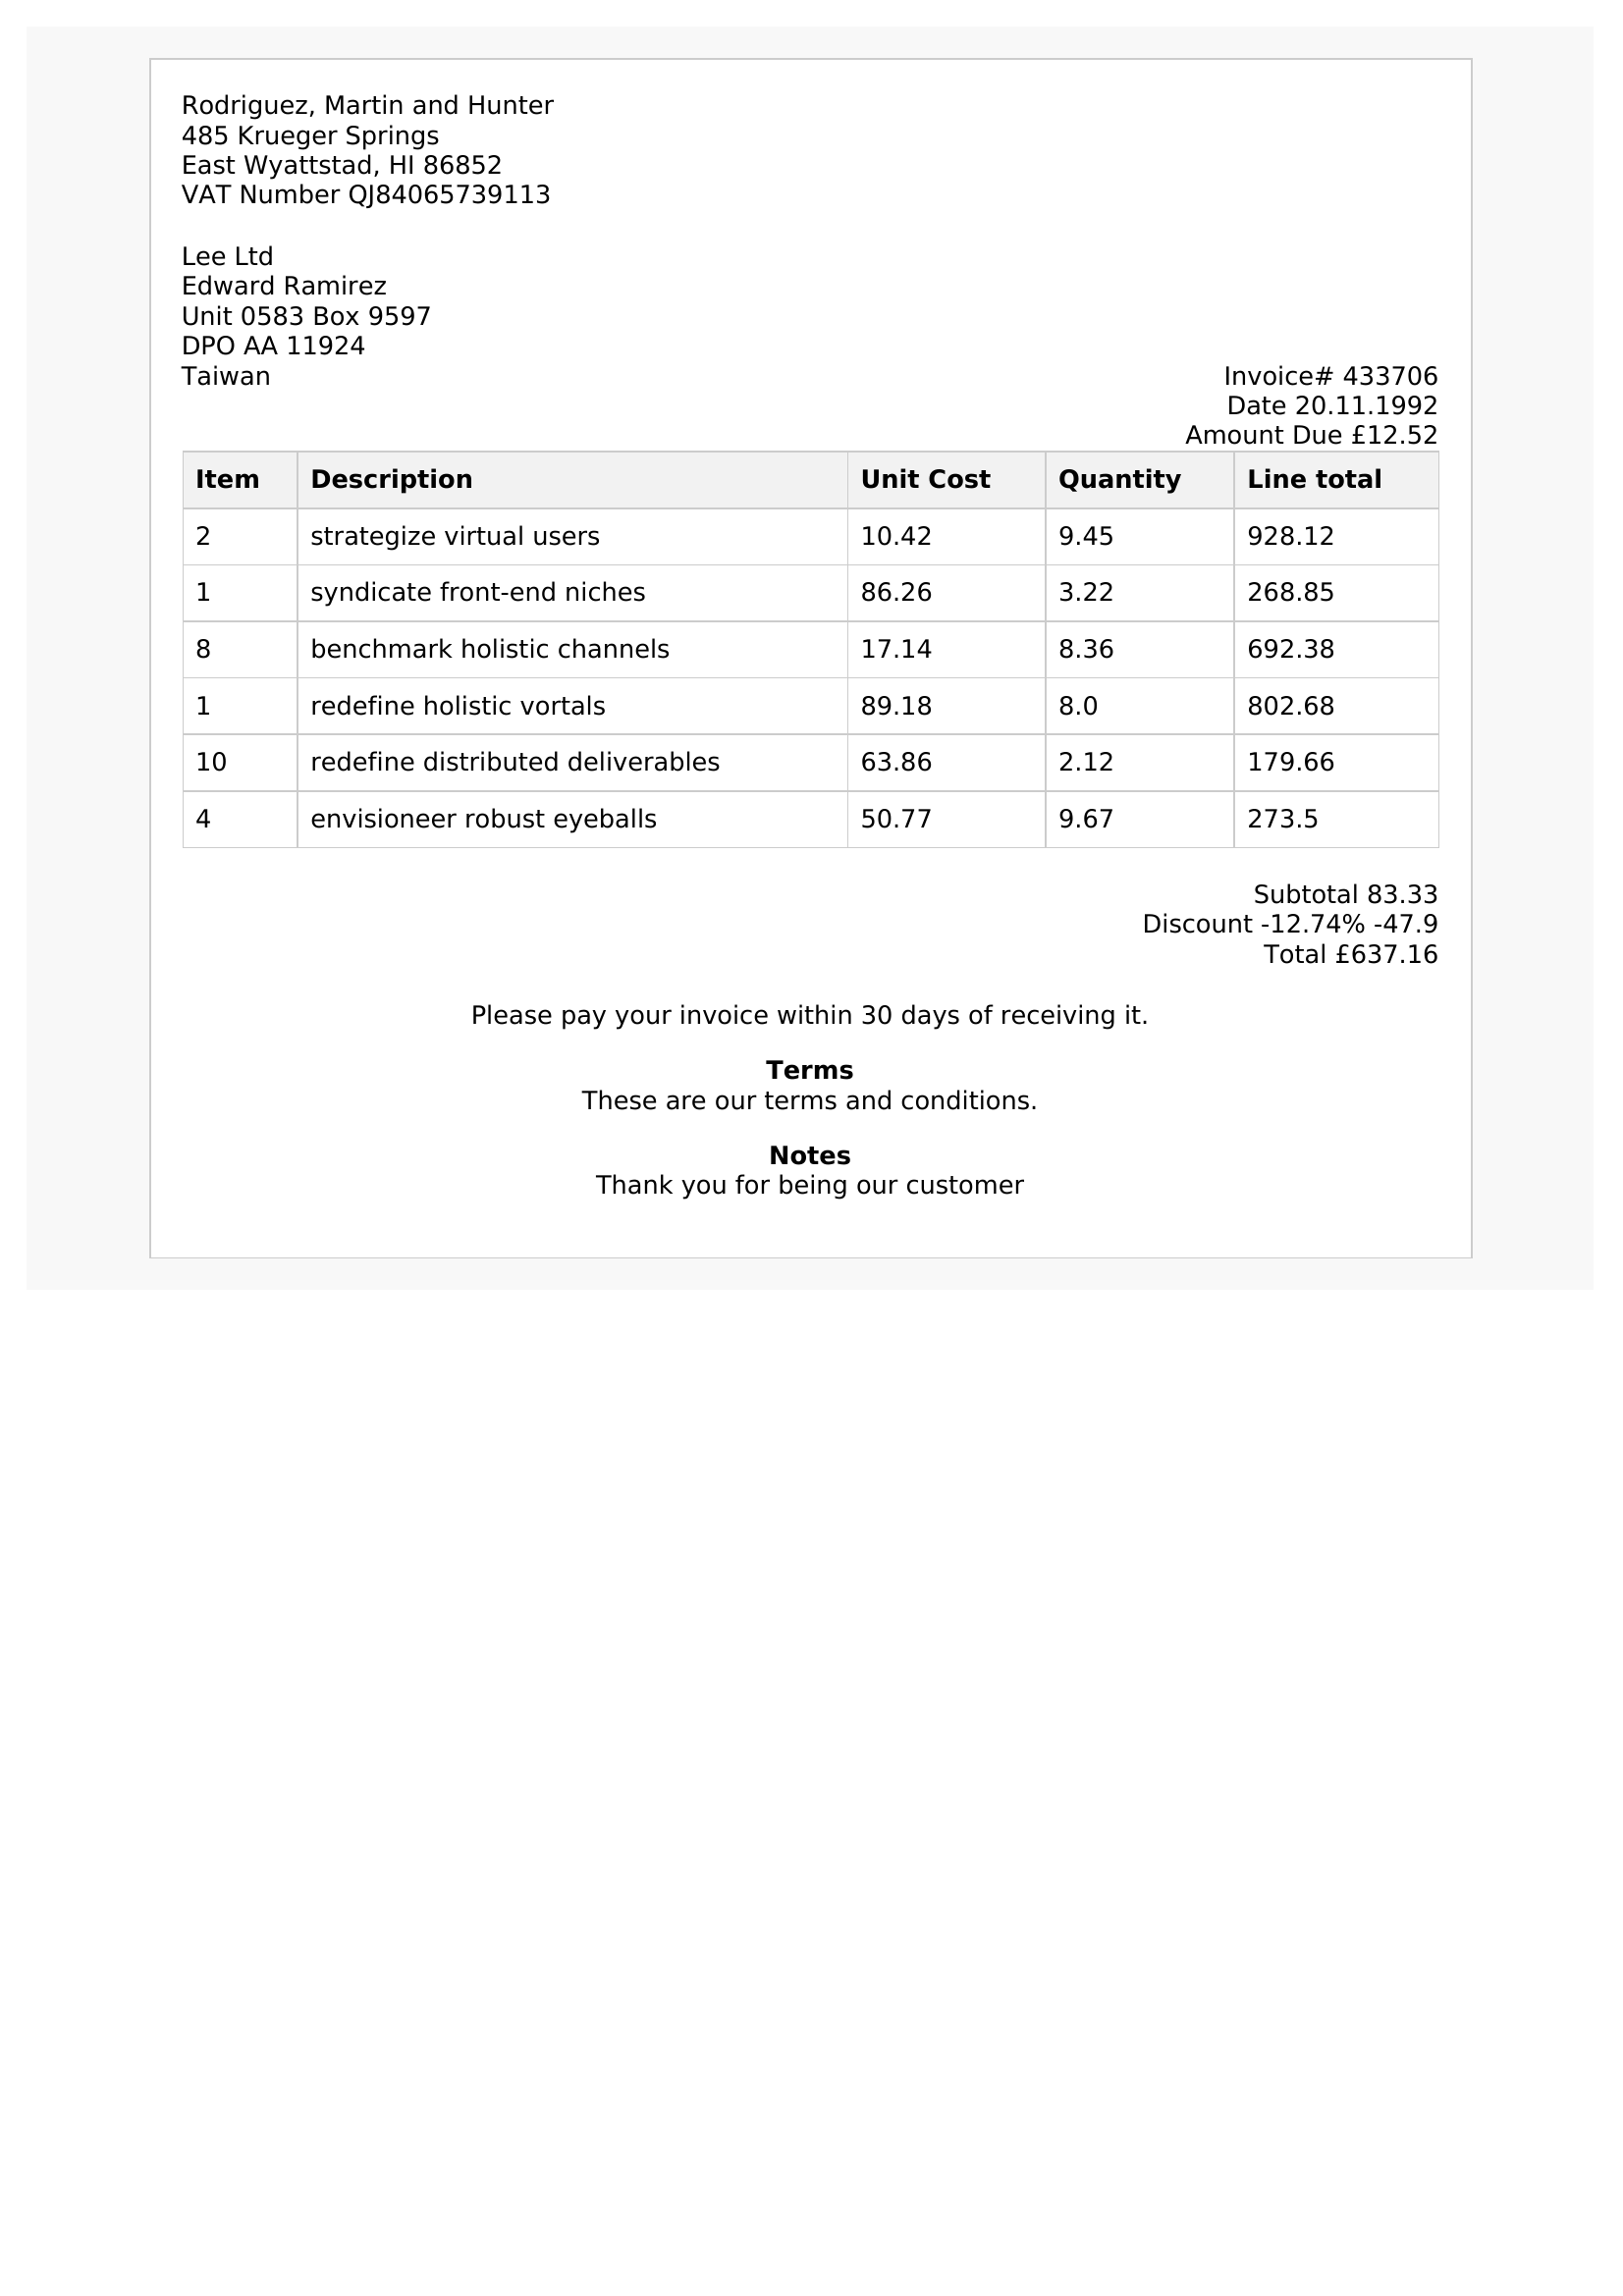 Rodriguez, Martin and Hunter
485 Krueger Springs
East Wyattstad, HI 86852
VAT Number QJ84065739113
Lee Ltd
Edward Ramirez
Unit 0583 Box 9597
DPO AA 11924
Taiwan
Invoice# 433706
Date 20.11.1992
Amount Due £12.52
Item Description Unit Cost Quantity Line total
2 strategize virtual users 10.42 9.45 928.12
1 syndicate front-end niches 86.26 3.22 268.85
8 benchmark holistic channels 17.14 8.36 692.38
1 redefine holistic vortals 89.18 8.0 802.68
10 redefine distributed deliverables 63.86 2.12 179.66
4 envisioneer robust eyeballs 50.77 9.67 273.5
Subtotal 83.33
Discount -12.74% -47.9
Total £637.16
Please pay your invoice within 30 days of receiving it.
Terms
These are our terms and conditions.
Notes
Thank you for being our customer